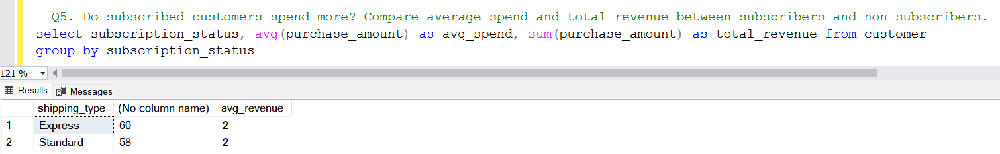 --Q5. Do subscribed customers spend more? Compare average spend and total revenue between subscribers and non-subscribers.
select subscription_status, avg(purchase_amount) as avg_spend, sum(purchase_amount) as total_revenue from customer
group by subscription_status
121 %
Results Messages
shipping_type (No column name) avg_revenue
1 Express 60 2
2 Standard 58 2